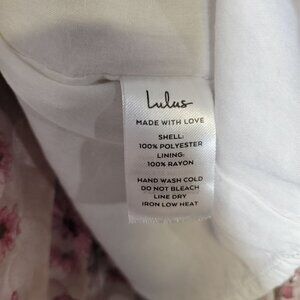 Lulus
MADE WITH LOVE
SHELL:
100% POLYESTER
LINING:
100% RAYON
HAND WASH COLD
DO NOT BLEACH
LINE DRY
IRON LOW HEAT